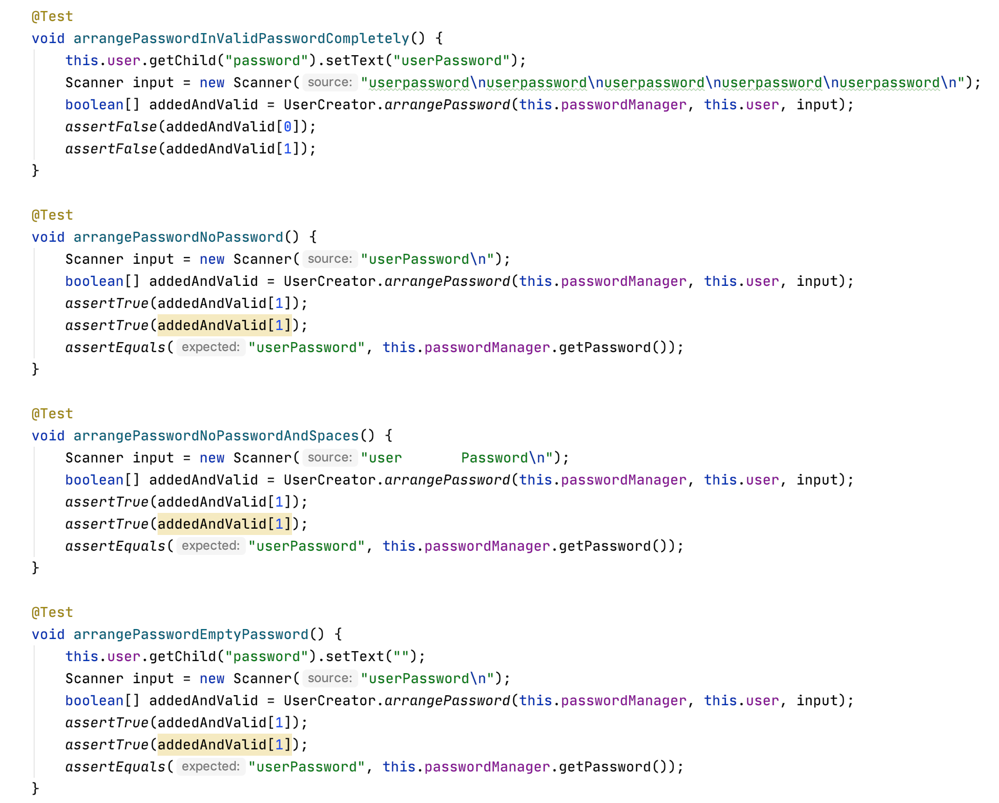 @Test
void arrangePasswordInValidPasswordCompletely() {
    this.user.getChild("password").setText("userPassword");
    Scanner input = new Scanner( source: "userpassword\nuserpassword\nuserpassword\nuserpassword\nuserpassword\n");
    boolean[] addedAndValid = UserCreator.arrangePassword(this.passwordManager, this.user, input);
    assertFalse(addedAndValid[0]);
    assertFalse(addedAndValid[1]);
}
@Test
void arrangePasswordNoPassword() {
    Scanner input = new Scanner( source: "userPassword\n");
    boolean[] addedAndValid = UserCreator.arrangePassword(this.passwordManager, this.user, input);
    assertTrue(addedAndValid[1]);
    assertTrue(addedAndValid[1]);
    assertEquals( expected: "userPassword", this.passwordManager.getPassword());
}
@Test
void arrangePasswordNoPasswordAndSpaces() {
    Scanner input = new Scanner( source: "user       Password\n");
    boolean[] addedAndValid = UserCreator.arrangePassword(this.passwordManager, this.user, input);
    assertTrue(addedAndValid[1]);
    assertTrue(addedAndValid[1]);
    assertEquals( expected: "userPassword", this.passwordManager.getPassword());
}
@Test
void arrangePasswordEmptyPassword() {
    this.user.getChild("password").setText("");
    Scanner input = new Scanner( source: "userPassword\n");
    boolean[] addedAndValid = UserCreator.arrangePassword(this.passwordManager, this.user, input);
    assertTrue(addedAndValid[1]);
    assertTrue(addedAndValid[1]);
    assertEquals( expected: "userPassword", this.passwordManager.getPassword());
}